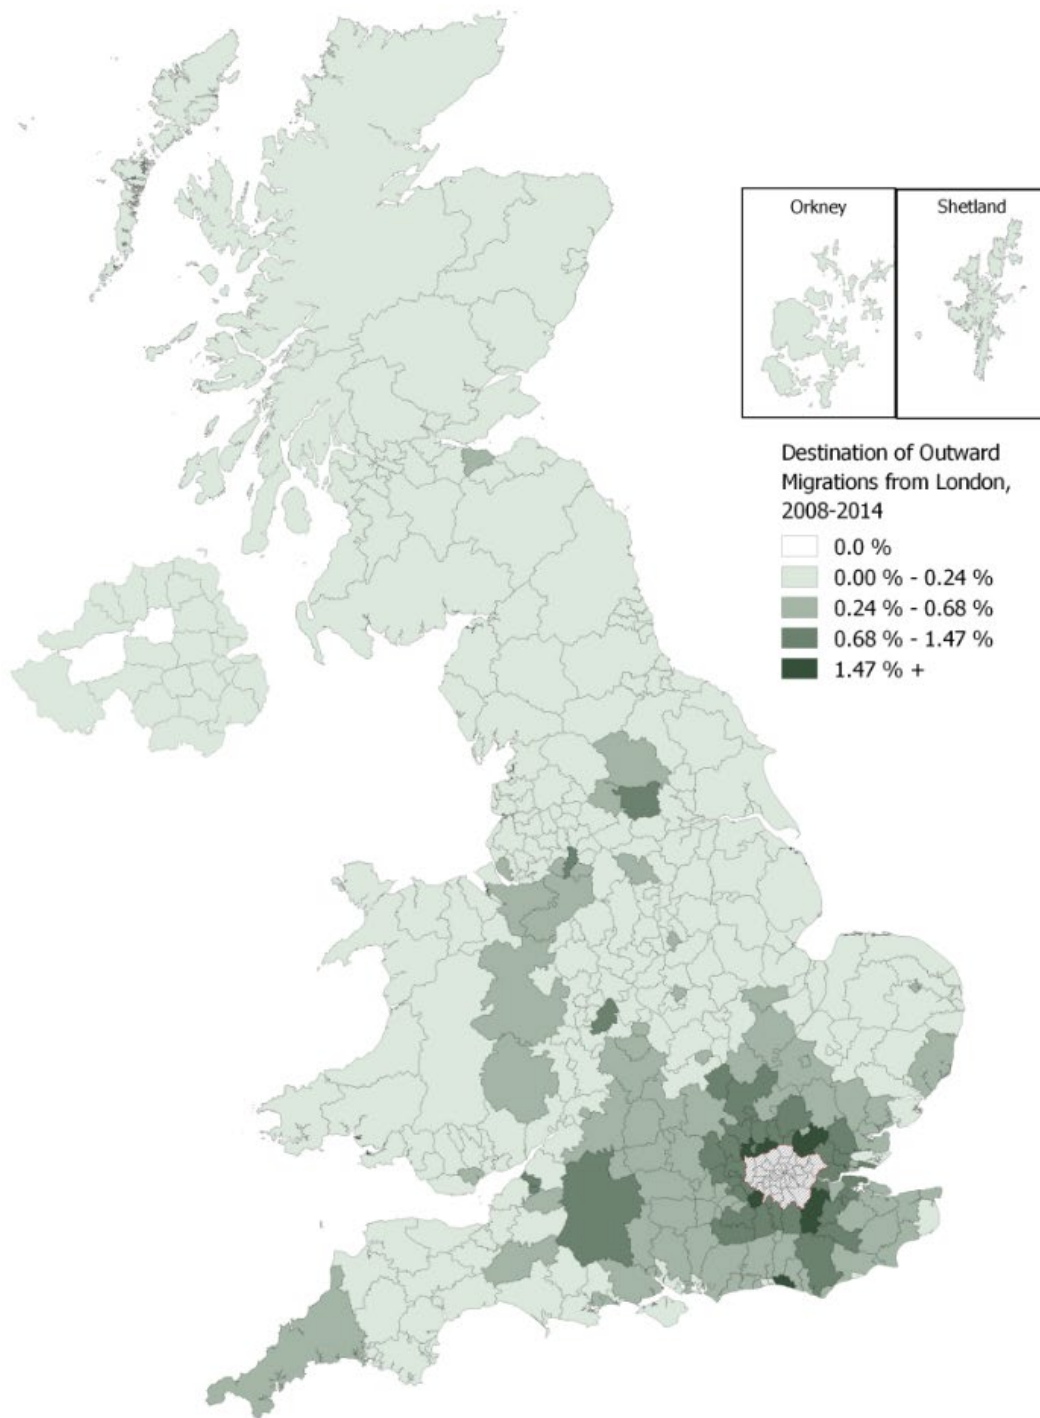 Orkney
Shetland
Destination of Outward
Migrations from London,
2008-2014
0.0 %
0.00 % - 0.24 %
0.24 % - 0.68 %
0.68 % - 1.47 %
1.47 % +